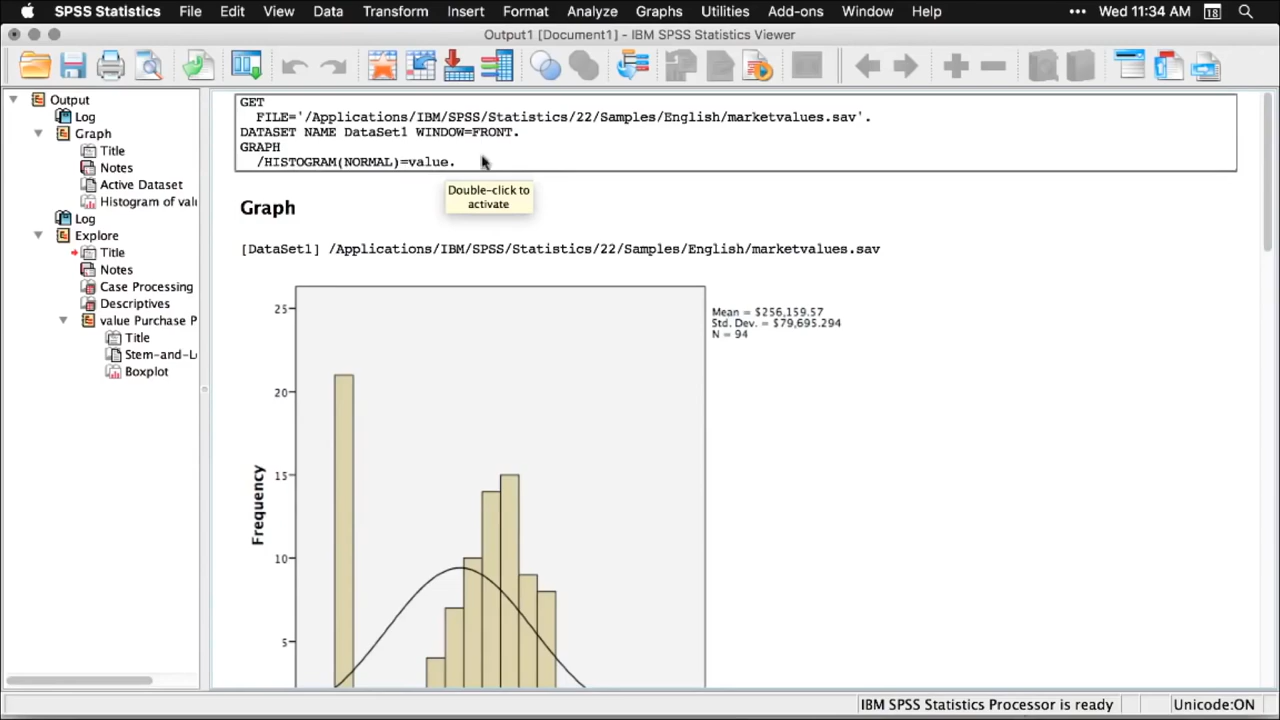 SPSS Statistics File Edit View Data Transform Insert Format Analyze Graphs Utilities Add-ons Window Help ••• Wed 11:34 AM 18
Output1 [Document1] - IBM SPSS Statistics Viewer
Output
Log
Graph
Title
Notes
Active Dataset
Histogram of valu
Log
Explore
Title
Notes
Case Processing
Descriptives
value Purchase P
Title
Stem-and-Le
Boxplot
GET
FILE='/Applications/IBM/SPSS/Statistics/22/Samples/English/marketvalues.sav'.
DATASET NAME DataSet1 WINDOW=FRONT.
GRAPH
/HISTOGRAM(NORMAL)=value.
Double-click to
activate
Graph
[DataSet1] /Applications/IBM/SPSS/Statistics/22/Samples/English/marketvalues.sav
25
20
15
10
5
Frequency
Mean = $256,159.57
Std. Dev. = $79,695.294
N = 94
IBM SPSS Statistics Processor is ready Unicode:ON